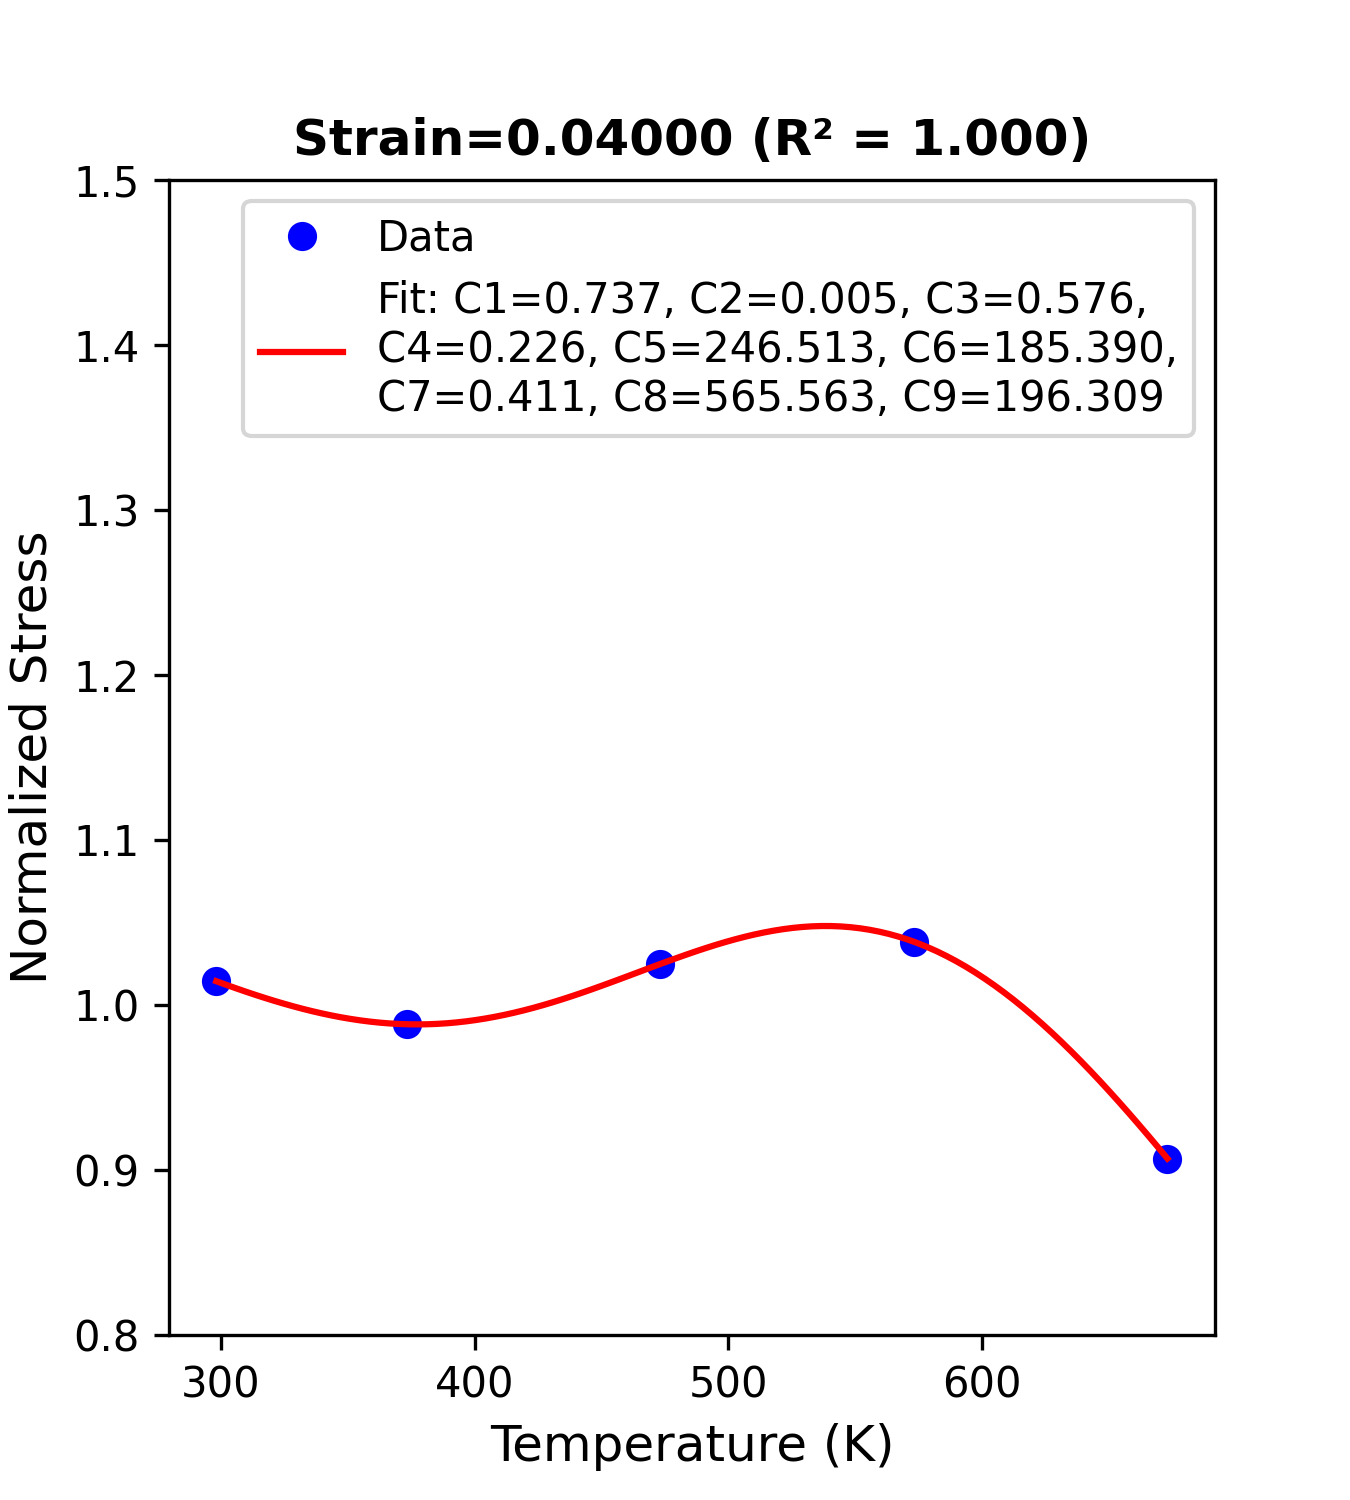 Strain=0.04000 (R² = 1.000)
1.5
1.4
1.3
1.2
1.1
1.0
0.9
0.8
Normalized Stress
Data
Fit: C1=0.737, C2=0.005, C3=0.576,
C4=0.226, C5=246.513, C6=185.390,
C7=0.411, C8=565.563, C9=196.309
300 400 500 600
Temperature (K)